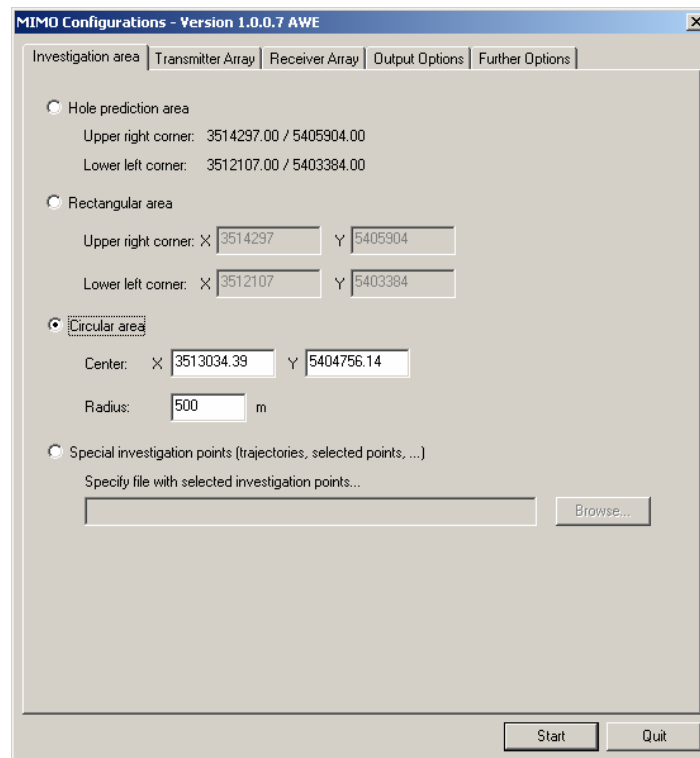 MIMO Configurations - Version 1.0.0.7 AWE
Investigation area Transmitter Array Receiver Array Output Options Further Options
Hole prediction area
Upper right corner: 3514297.00 / 5405904.00
Lower left corner: 3512107.00 / 5403384.00
Rectangular area
Upper right corner: X 3514297 Y 5405904
Lower left corner: X 3512107 Y 5403384
Circular area
Center: X 3513034.39 Y 5404756.14
Radius: 500 m
Special investigation points (trajectories, selected points, ...)
Specify file with selected investigation points...
Browse...
Start Quit